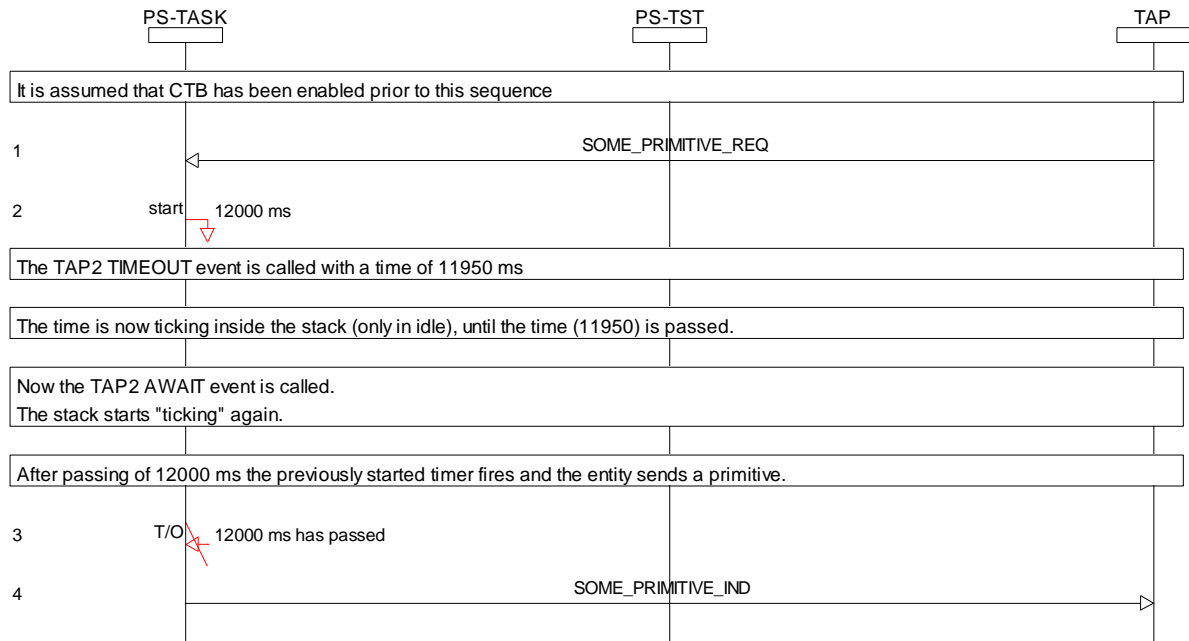 PS-TASK PS-TST TAP
It is assumed that CTB has been enabled prior to this sequence
1 SOME_PRIMITIVE_REQ
2 start 12000 ms
The TAP2 TIMEOUT event is called with a time of 11950 ms
The time is now ticking inside the stack (only in idle), until the time (11950) is passed.
Now the TAP2 AWAIT event is called.
The stack starts "ticking" again.
After passing of 12000 ms the previously started timer fires and the entity sends a primitive.
3 T/O 12000 ms has passed
4 SOME_PRIMITIVE_IND